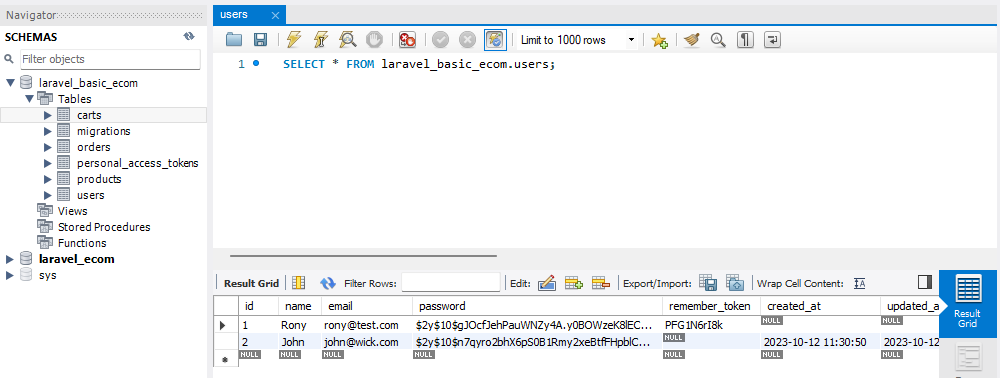 Navigator
users
SCHEMAS
Filter objects
laravel_basic_ecom
Tables
carts
migrations
orders
personal_access_tokens
products
users
Views
Stored Procedures
Functions
laravel_ecom
sys
Limit to 1000 rows
1 SELECT * FROM laravel_basic_ecom.users;
Result Grid Filter Rows: Edit: Export/Import: Wrap Cell Content:
id name email password remember_token created_at updated_a
1 Rony rony@test.com $2y$10$gJOcfJehPauWNZy4A.y0BOWzeK8lEC... PFG1N6rI8k NULL NULL
2 John john@wick.com $2y$10$n7qyro2bhX6pS0B1Rmy2xeBtfFHpblC... NULL 2023-10-12 11:30:50 2023-10-12
NULL NULL NULL NULL NULL NULL NULL
Result
Grid